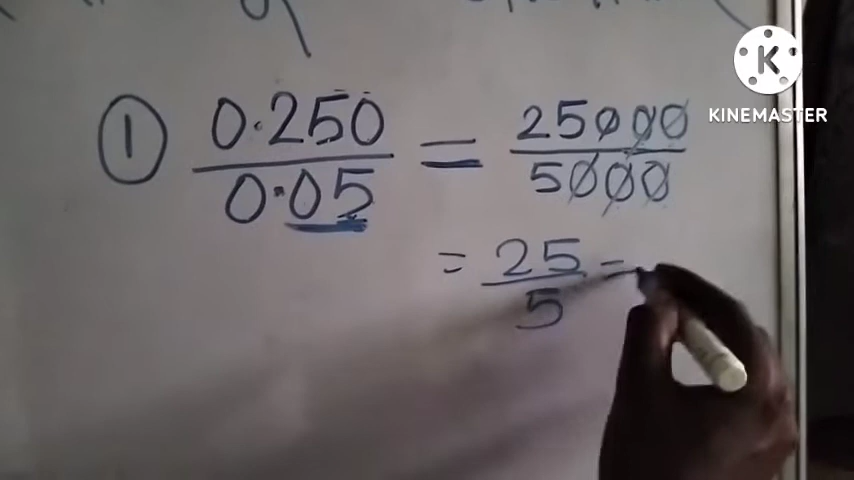 K
KINEMASTER
① 0.250 / 0.05 = 25000 / 5000
= 25 / 5 =